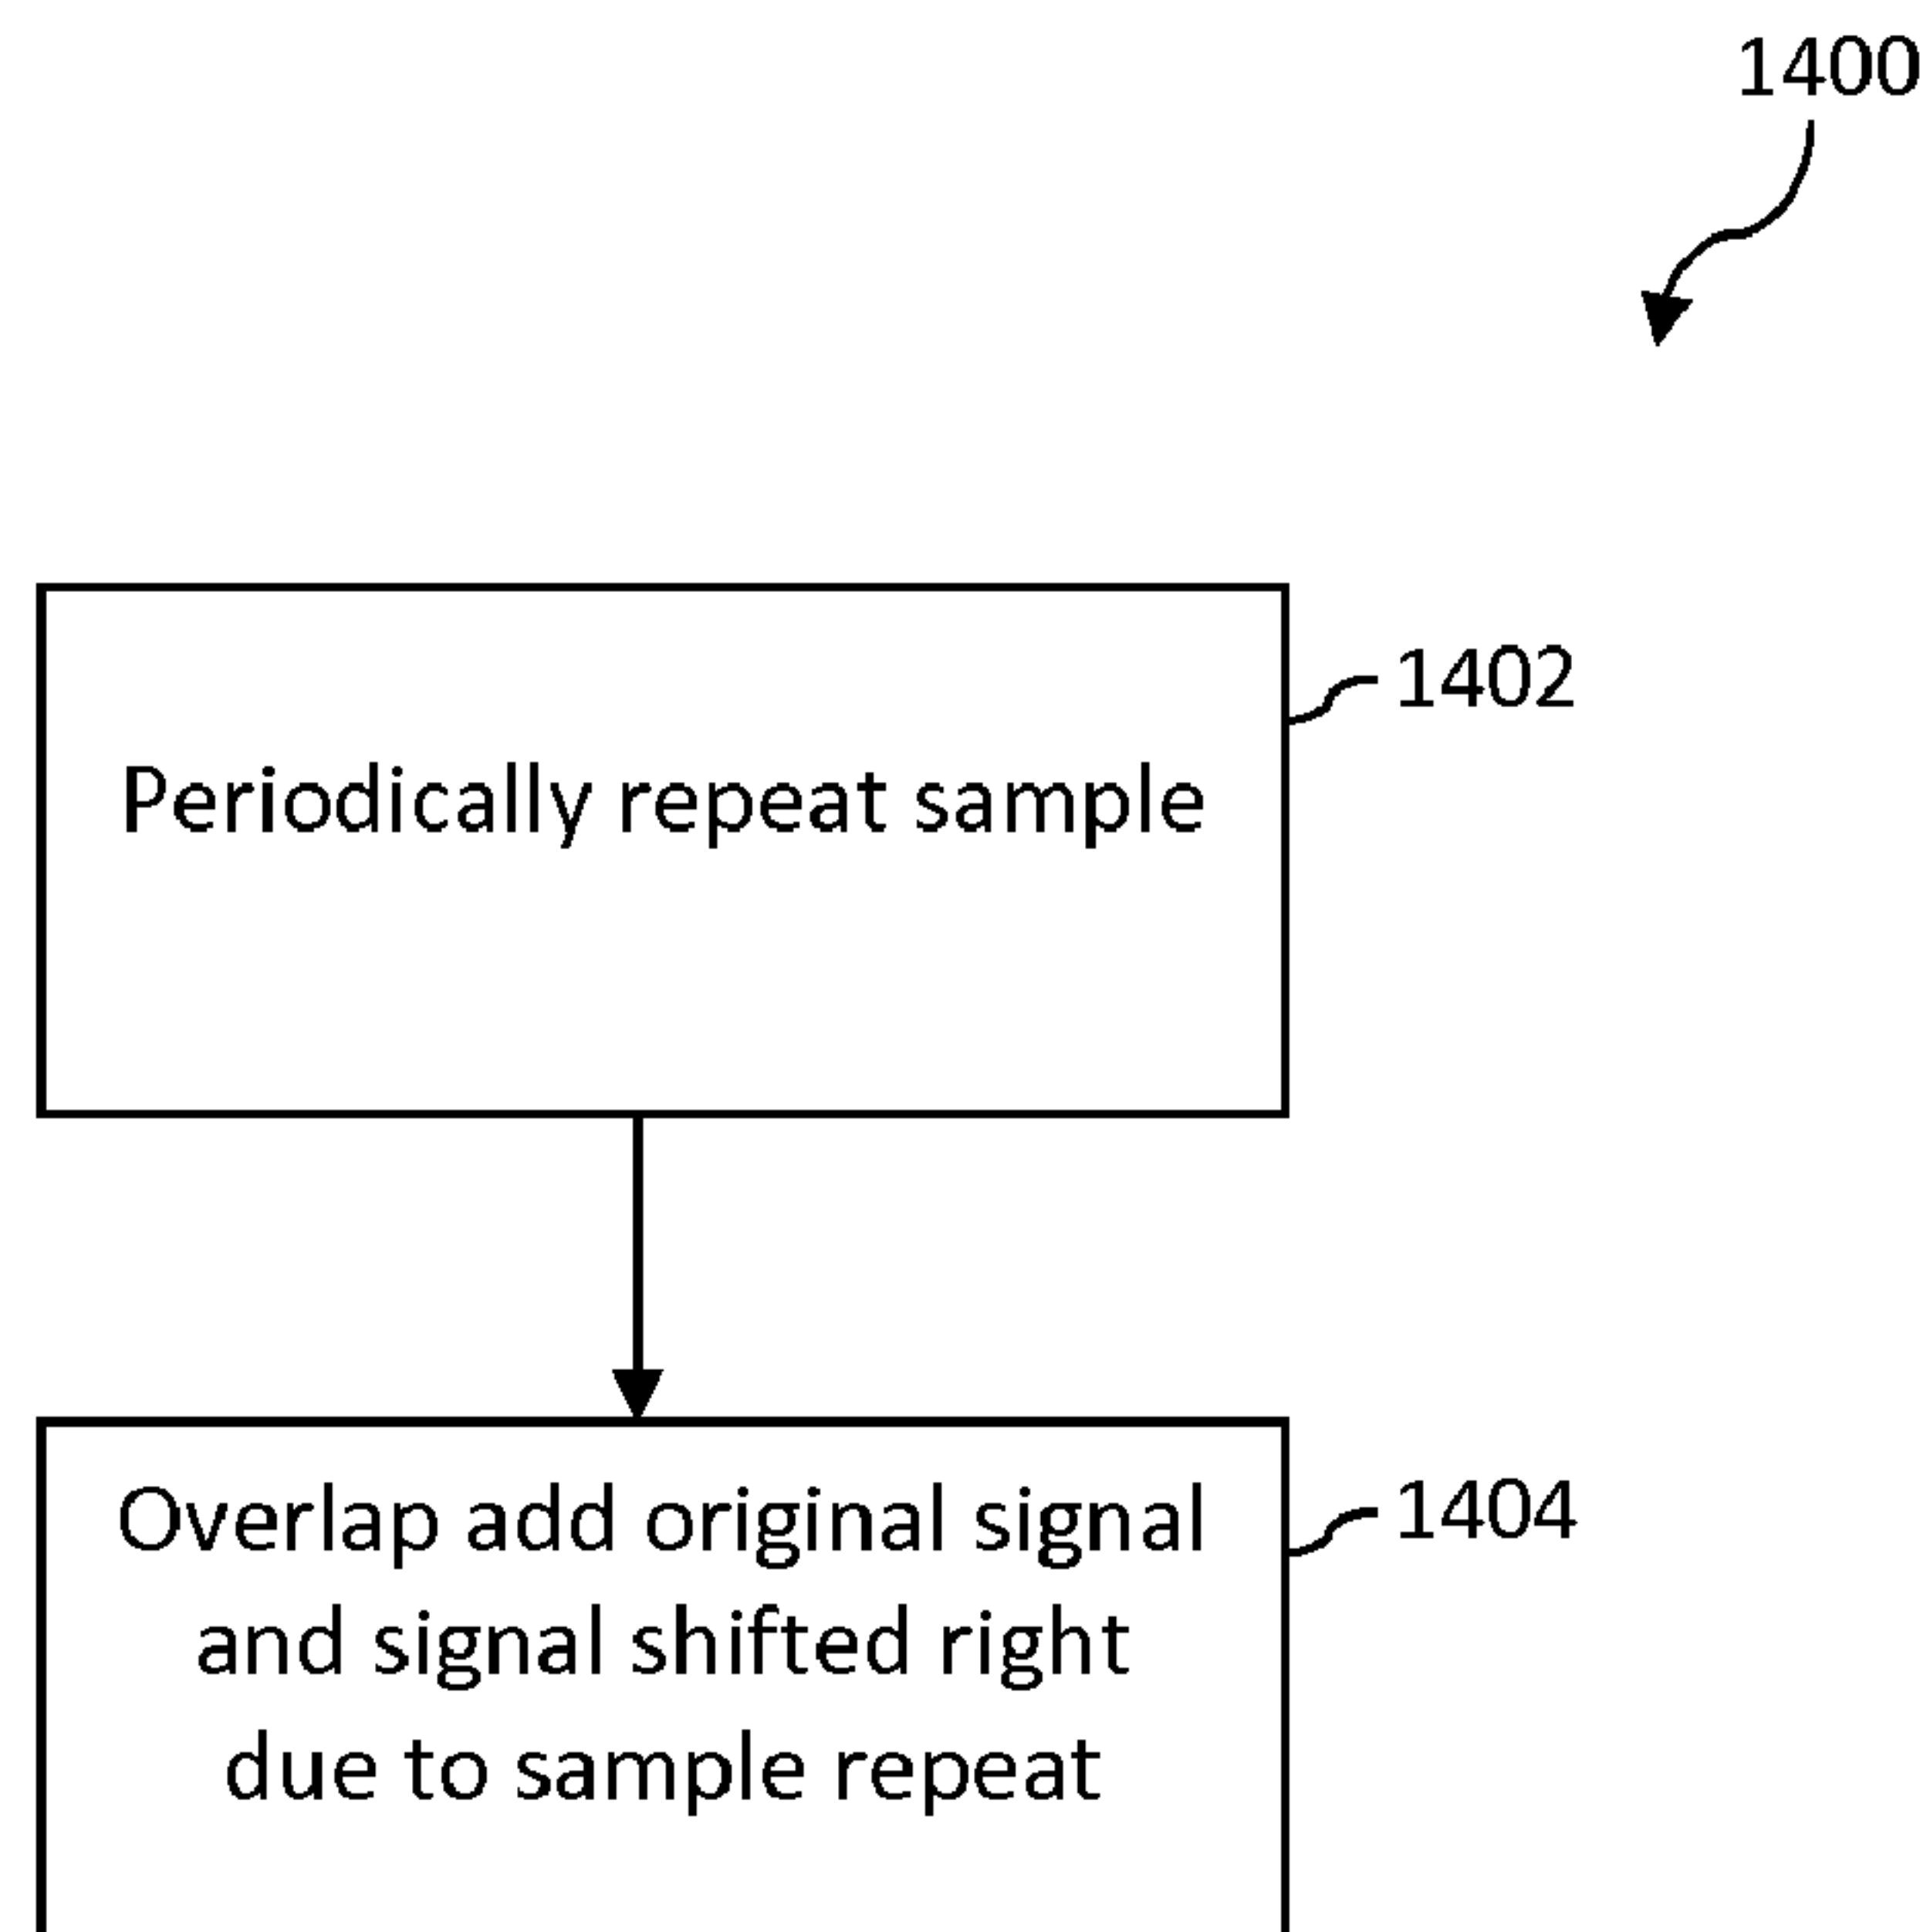 1400
1402
Periodically repeat sample
1404
Overlap add original signal
and signal shifted right
due to sample repeat